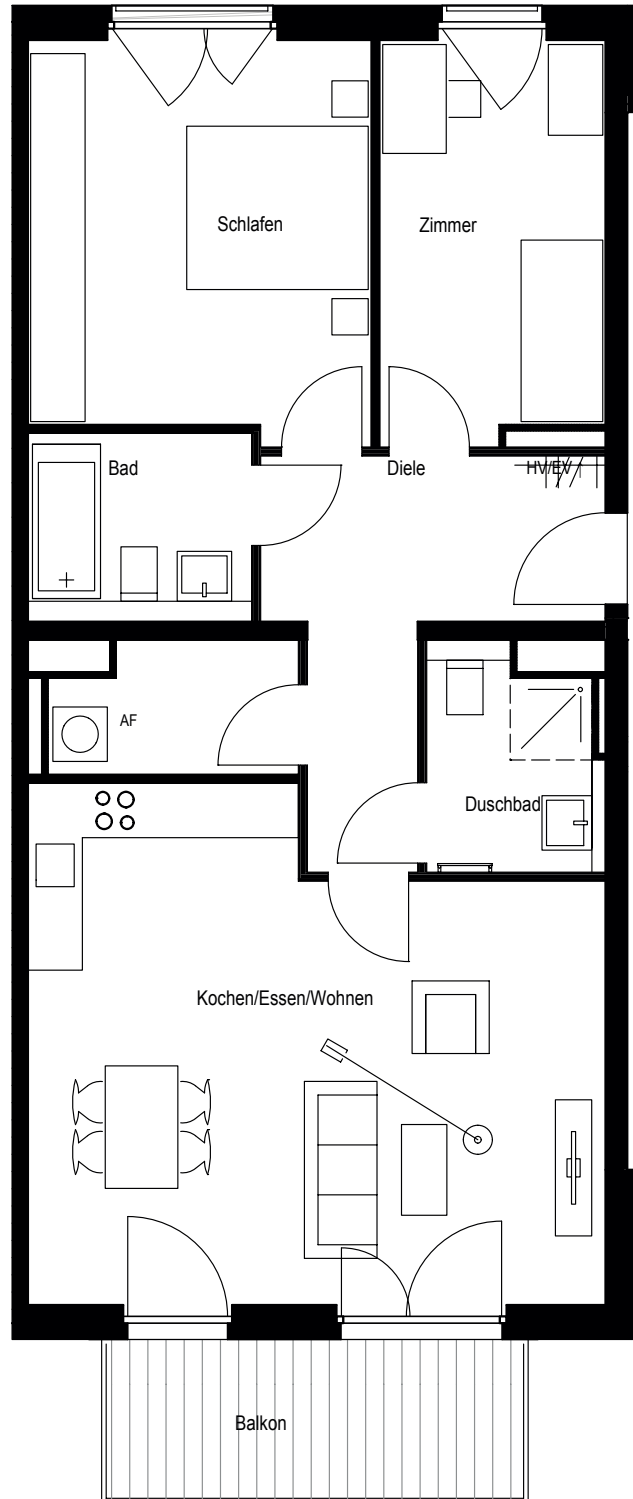 Schlafen
Zimmer
Bad
Diele
HV/EV
AF
Duschbad
Kochen/Essen/Wohnen
Balkon